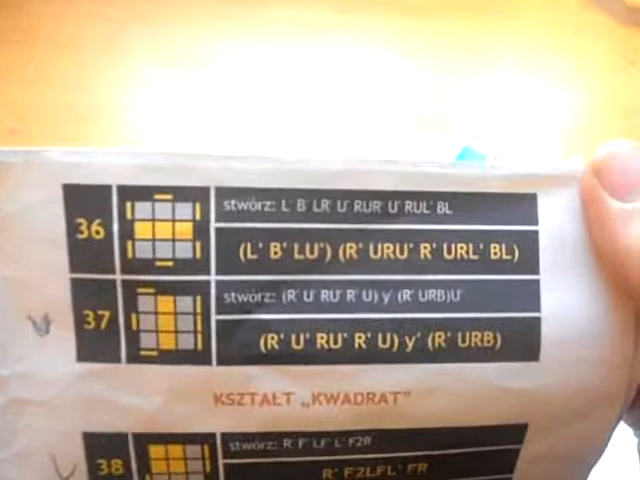 36
stwórz: L' B' LR' U' RUR' U' RUL' BL
(L' B' LU') (R' URU' R' URL' BL)
37
stwórz: (R' U' RU' R' U) y' (R' URB)U'
(R' U' RU' R' U) y' (R' URB)
KSZTAŁT „KWADRAT"
38
stwórz: R' F' LF' L' F2R
R' F2LFL' FR